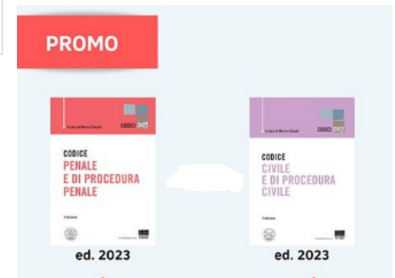 PROMO
CODICE
PENALE
E DI PROCEDURA
PENALE
ed. 2023
CODICE
CIVILE
E DI PROCEDURA
CIVILE
ed. 2023